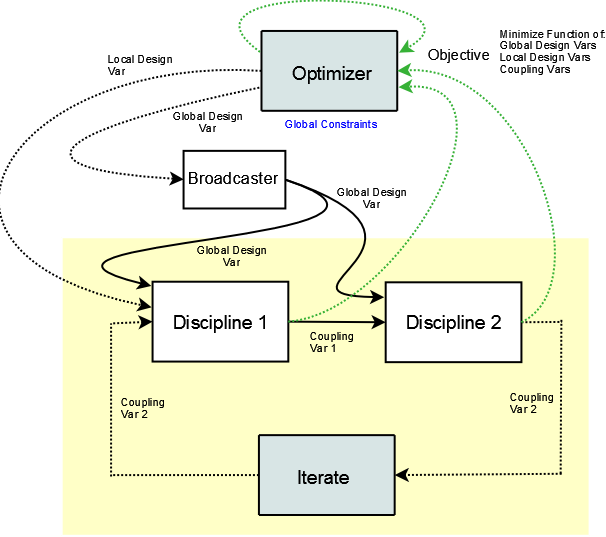 Minimize Function of:
Global Design Vars
Local Design Vars
Coupling Vars
Objective
Local Design
Var
Optimizer
Global Design
Var
Global Constraints
Broadcaster
Global Design
Var
Global Design
Var
Discipline 1
Discipline 2
Coupling
Var 1
Coupling
Var 2
Coupling
Var 2
Iterate